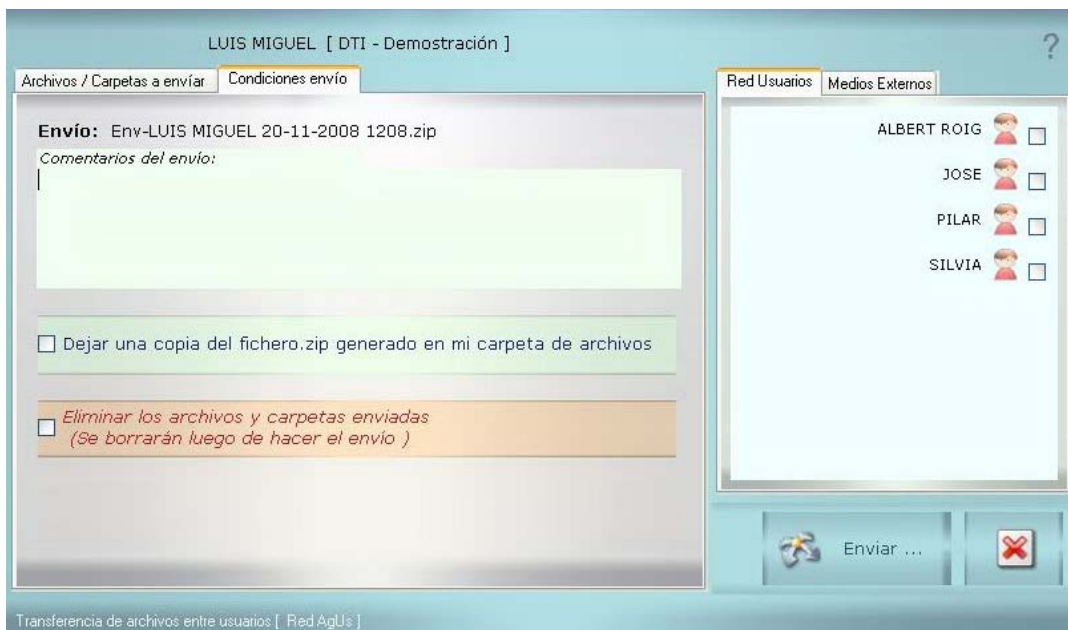 LUIS MIGUEL [ DTI - Demostración ]
?
Archivos / Carpetas a envíar
Condiciones envío
Envío: Env-LUIS MIGUEL 20-11-2008 1208.zip
Comentarios del envío:
Dejar una copia del fichero.zip generado en mi carpeta de archivos
Eliminar los archivos y carpetas enviadas
(Se borrarán luego de hacer el envío )
Red Usuarios
Medios Externos
ALBERT ROIG
JOSE
PILAR
SILVIA
Enviar ...
Transferencia de archivos entre usuarios [ Red AgUs ]